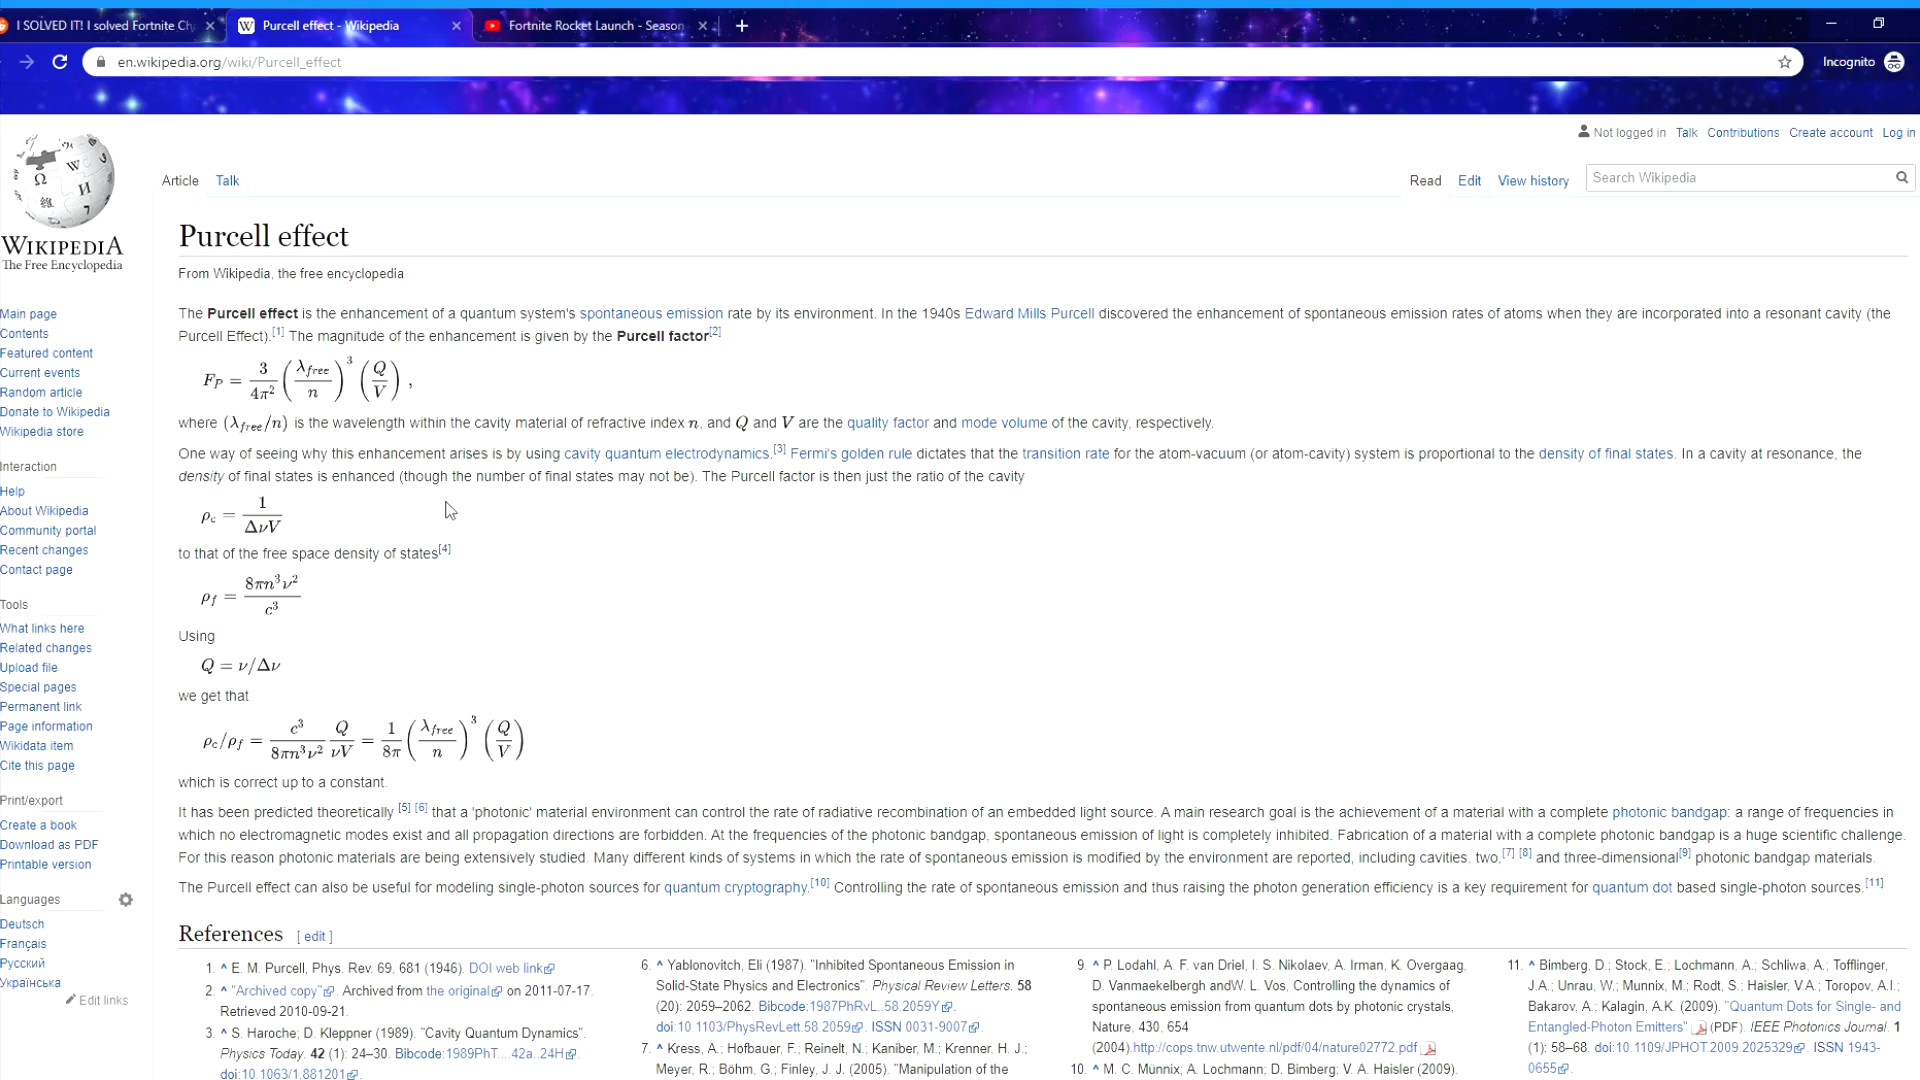 I SOLVED IT! I solved Fortnite Ch
Purcell effect - Wikipedia
Fortnite Rocket Launch - Season
en.wikipedia.org/wiki/Purcell_effect
Incognito
Not logged in Talk Contributions Create account Log in
Article Talk
Read Edit View history
Search Wikipedia
WIKIPEDIA
The Free Encyclopedia
Main page
Contents
Featured content
Current events
Random article
Donate to Wikipedia
Wikipedia store
Interaction
Help
About Wikipedia
Community portal
Recent changes
Contact page
Tools
What links here
Related changes
Upload file
Special pages
Permanent link
Page information
Wikidata item
Cite this page
Print/export
Create a book
Download as PDF
Printable version
Languages
Deutsch
Français
Русский
Українська
Edit links
Purcell effect
From Wikipedia, the free encyclopedia
The Purcell effect is the enhancement of a quantum system's spontaneous emission rate by its environment. In the 1940s Edward Mills Purcell discovered the enhancement of spontaneous emission rates of atoms when they are incorporated into a resonant cavity (the
Purcell Effect).[1] The magnitude of the enhancement is given by the Purcell factor[2]
F_P = 3/4π² (λ_free/n)³ (Q/V) ,
where (λ_free/n) is the wavelength within the cavity material of refractive index n, and Q and V are the quality factor and mode volume of the cavity, respectively.
One way of seeing why this enhancement arises is by using cavity quantum electrodynamics.[3] Fermi's golden rule dictates that the transition rate for the atom-vacuum (or atom-cavity) system is proportional to the density of final states. In a cavity at resonance, the
density of final states is enhanced (though the number of final states may not be). The Purcell factor is then just the ratio of the cavity
ρ_c = 1/ΔνV
to that of the free space density of states[4]
ρ_f = 8πn³ν²/c³
Using
Q = ν/Δν
we get that
ρ_c/ρ_f = c³/8πn³ν² Q/νV = 1/8π (λ_free/n)³ (Q/V)
which is correct up to a constant.
It has been predicted theoretically [5] [6] that a 'photonic' material environment can control the rate of radiative recombination of an embedded light source. A main research goal is the achievement of a material with a complete photonic bandgap: a range of frequencies in
which no electromagnetic modes exist and all propagation directions are forbidden. At the frequencies of the photonic bandgap, spontaneous emission of light is completely inhibited. Fabrication of a material with a complete photonic bandgap is a huge scientific challenge.
For this reason photonic materials are being extensively studied. Many different kinds of systems in which the rate of spontaneous emission is modified by the environment are reported, including cavities, two,[7] [8] and three-dimensional[9] photonic bandgap materials.
The Purcell effect can also be useful for modeling single-photon sources for quantum cryptography.[10] Controlling the rate of spontaneous emission and thus raising the photon generation efficiency is a key requirement for quantum dot based single-photon sources.[11]
References [ edit ]
1. ^ E. M. Purcell, Phys. Rev. 69, 681 (1946). DOI web link
2. ^ "Archived copy". Archived from the original on 2011-07-17.
Retrieved 2010-09-21.
3. ^ S. Haroche; D. Kleppner (1989). "Cavity Quantum Dynamics".
Physics Today. 42 (1): 24–30. Bibcode:1989PhT....42a..24H.
doi:10.1063/1.881201.
6. ^ Yablonovitch, Eli (1987). "Inhibited Spontaneous Emission in
Solid-State Physics and Electronics". Physical Review Letters. 58
(20): 2059–2062. Bibcode:1987PhRvL..58.2059Y.
doi:10.1103/PhysRevLett.58.2059. ISSN 0031-9007.
7. ^ Kress, A.; Hofbauer, F.; Reinelt, N.; Kaniber, M.; Krenner, H. J.;
Meyer, R.; Böhm, G.; Finley, J. J. (2005). "Manipulation of the
9. ^ P. Lodahl, A. F. van Driel, I. S. Nikolaev, A. Irman, K. Overgaag,
D. Vanmaekelbergh andW. L. Vos, Controlling the dynamics of
spontaneous emission from quantum dots by photonic crystals,
Nature, 430, 654
(2004).http://cops.tnw.utwente.nl/pdf/04/nature02772.pdf
10. ^ M. C. Münnix; A. Lochmann; D. Bimberg; V. A. Haisler (2009).
11. ^ Bimberg, D.; Stock, E.; Lochmann, A.; Schliwa, A.; Tofflinger,
J.A.; Unrau, W.; Munnix, M.; Rodt, S.; Haisler, V.A.; Toropov, A.I.;
Bakarov, A.; Kalagin, A.K. (2009). "Quantum Dots for Single- and
Entangled-Photon Emitters" (PDF). IEEE Photonics Journal. 1
(1): 58–68. doi:10.1109/JPHOT.2009.2025329. ISSN 1943-
0655.